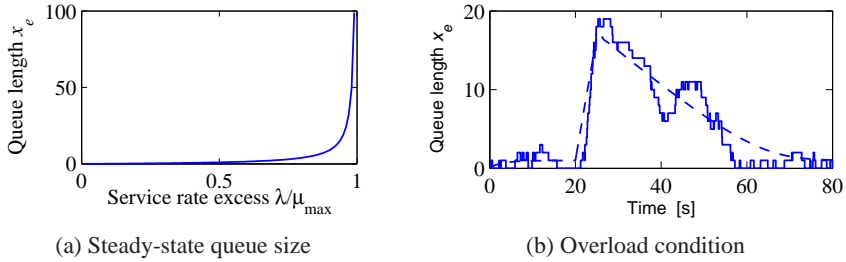 100
50
0
0
0.5
1
Queue length x_e
Service rate excess λ/μ_max
(a) Steady-state queue size
20
10
0
0
20
40
60
80
Queue length x_e
Time [s]
(b) Overload condition